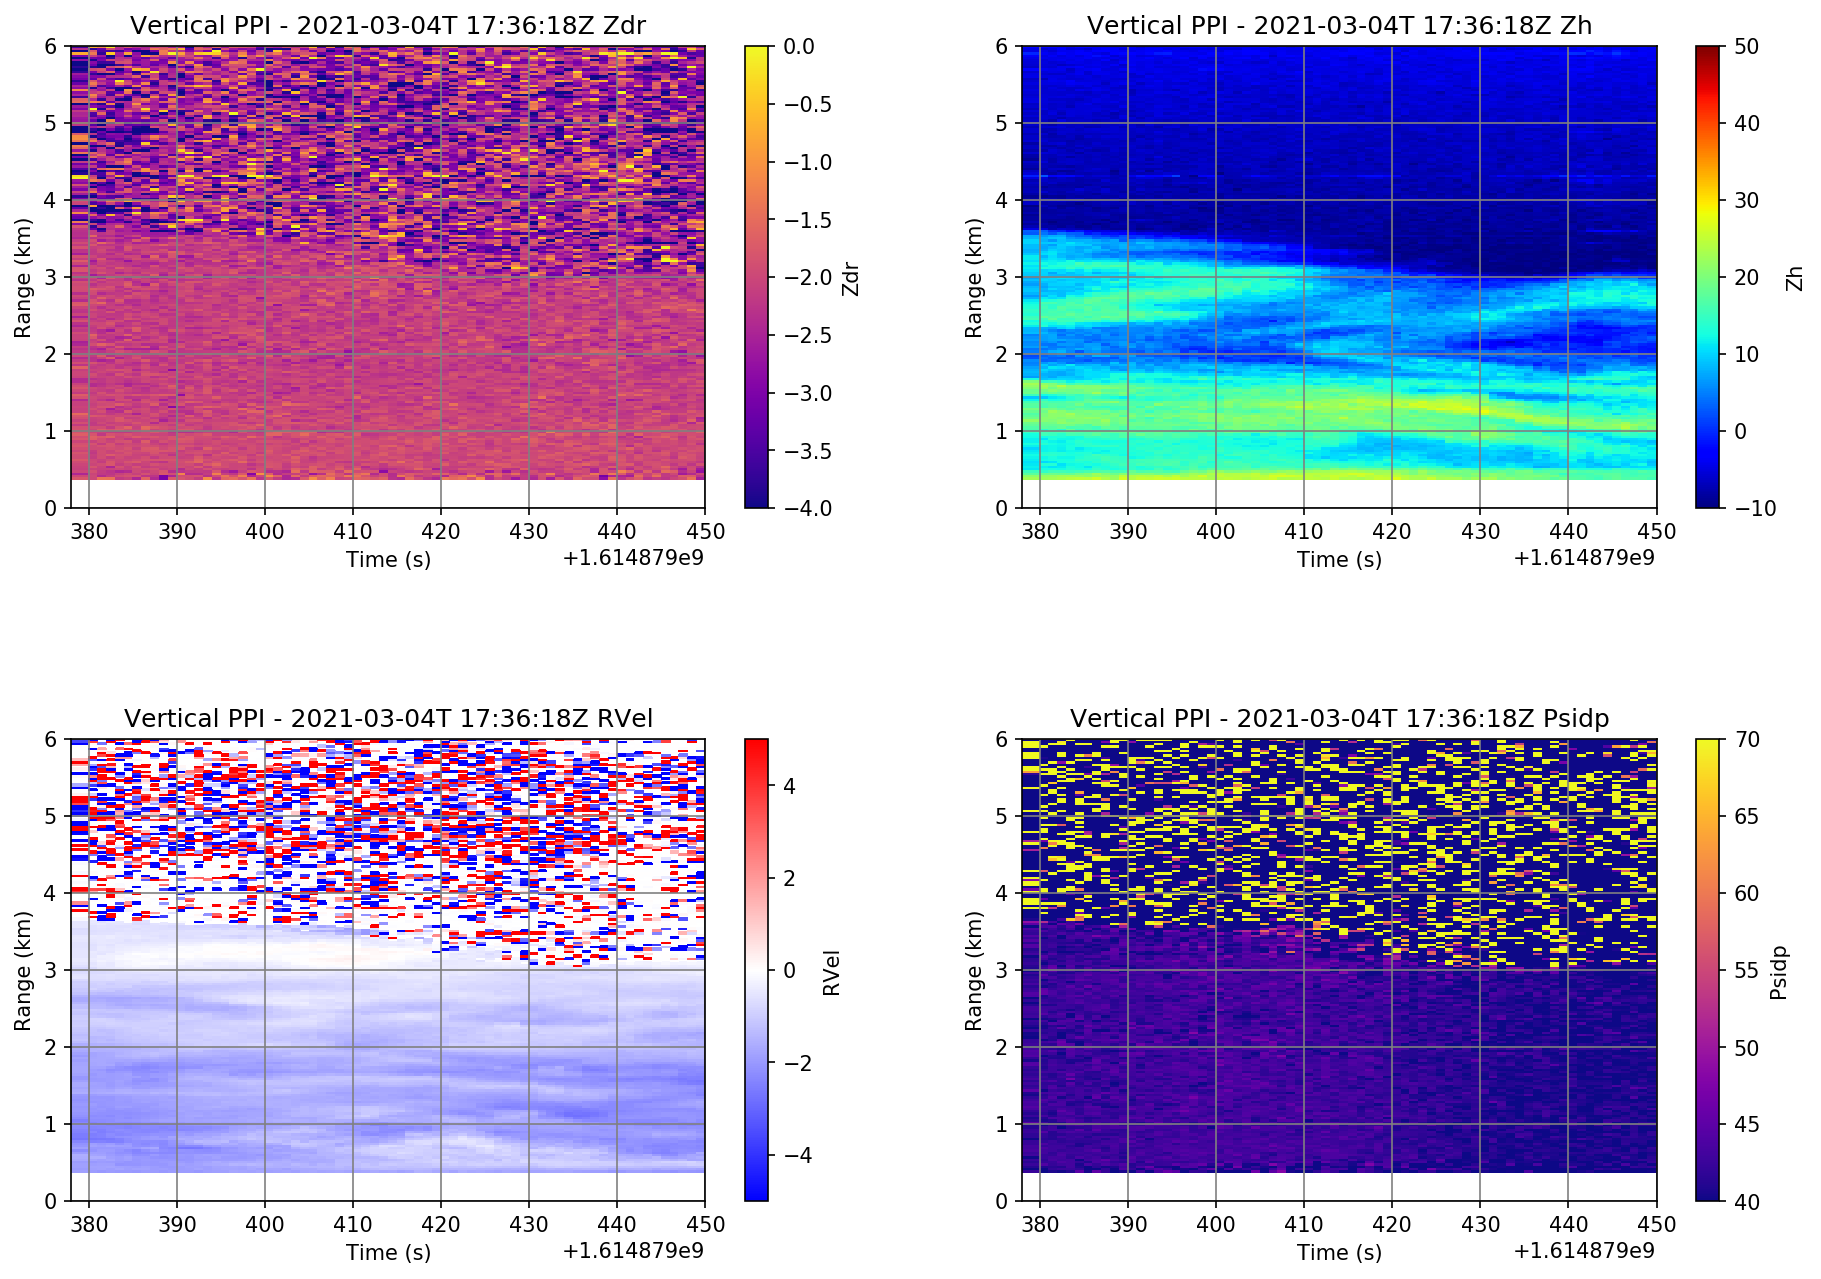 Vertical PPI - 2021-03-04T 17:36:18Z Zdr
6
5
4
3
2
1
0
Range (km)
380 390 400 410 420 430 440 450
Time (s)
+1.614879e9
0.0
−0.5
−1.0
−1.5
−2.0
−2.5
−3.0
−3.5
−4.0
Zdr
Vertical PPI - 2021-03-04T 17:36:18Z Zh
6
5
4
3
2
1
0
Range (km)
380 390 400 410 420 430 440 450
Time (s)
+1.614879e9
50
40
30
20
10
0
−10
Zh
Vertical PPI - 2021-03-04T 17:36:18Z RVel
6
5
4
3
2
1
0
Range (km)
380 390 400 410 420 430 440 450
Time (s)
+1.614879e9
4
2
0
−2
−4
RVel
Vertical PPI - 2021-03-04T 17:36:18Z Psidp
6
5
4
3
2
1
0
Range (km)
380 390 400 410 420 430 440 450
Time (s)
+1.614879e9
70
65
60
55
50
45
40
Psidp